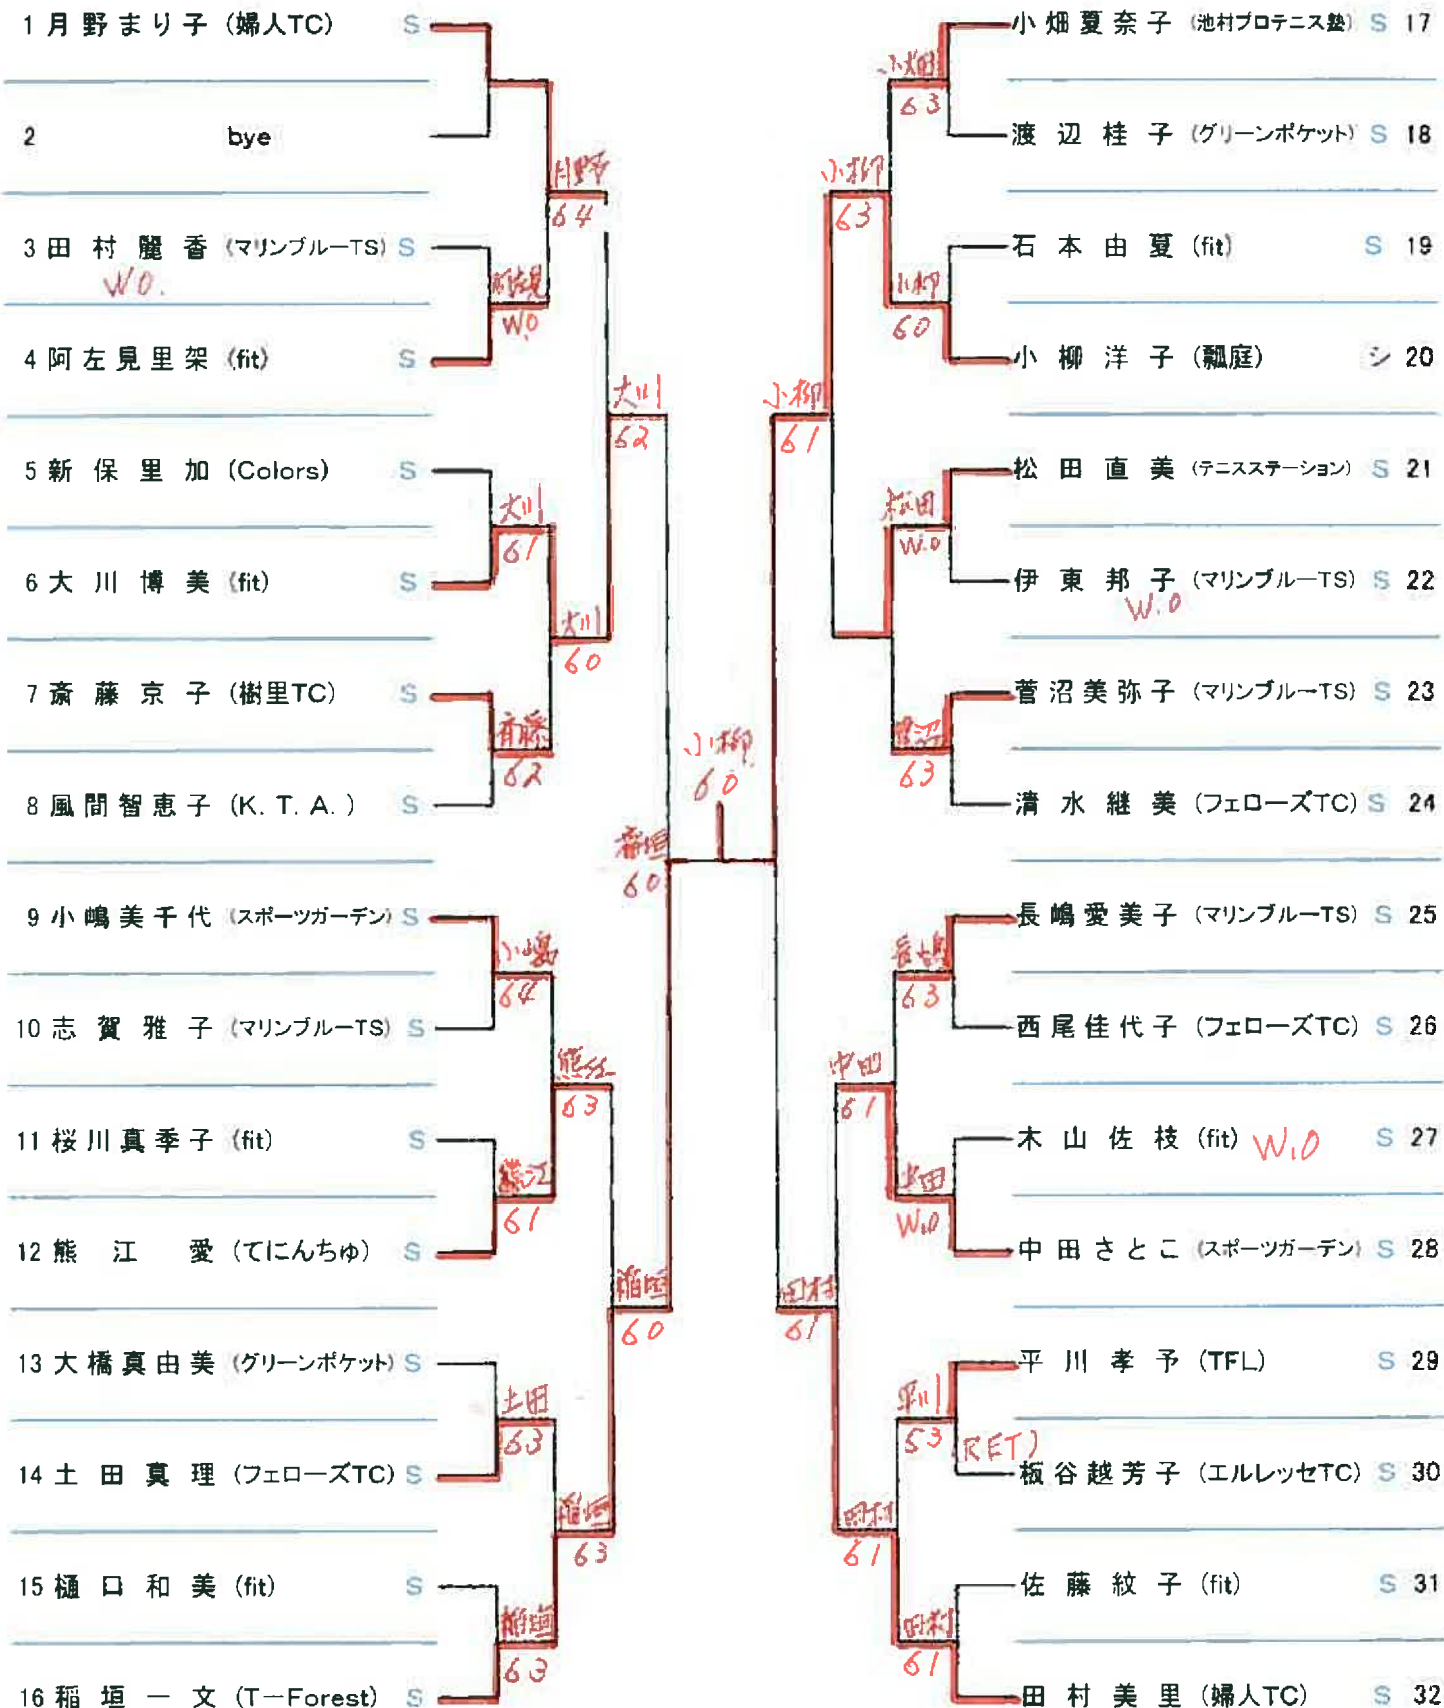 1 月野まり子 (婦人TC) S
2 bye
月野
64
3 田村麗香 (マリンブルーTS) S
W.O.
阿左見
W.O
4 阿左見里架 (fit) S
大川
62
5 新保里加 (Colors) S
大川
61
6 大川博美 (fit) S
大川
60
7 斎藤京子 (樹里TC) S
斉藤
62
8 風間智恵子 (K.T.A.) S
稲垣
60
9 小嶋美千代 (スポーツガーデン) S
小嶋
64
10 志賀雅子 (マリンブルーTS) S
熊江
63
11 桜川真季子 (fit) S
熊江
61
12 熊江 愛 (てにんちゅ) S
稲垣
60
13 大橋真由美 (グリーンポケット) S
土田
63
14 土田真理 (フェローズTC) S
稲垣
63
15 樋口和美 (fit) S
稲垣
63
16 稲垣一文 (T-Forest) S
小柳
60
小畑夏奈子 (池村プロテニス塾) S 17
小畑
63
渡辺桂子 (グリーンポケット) S 18
小柳
63
石本由夏 (fit) S 19
小柳
60
小柳洋子 (瓢庭) シ 20
小柳
61
松田直美 (テニスステーション) S 21
松田
W.O
伊東邦子 (マリンブルーTS) S 22
W.O
菅沼美弥子 (マリンブルーTS) S 23
菅沼
63
清水継美 (フェローズTC) S 24
長嶋愛美子 (マリンブルーTS) S 25
長嶋
63
西尾佳代子 (フェローズTC) S 26
中田
61
木山佐枝 (fit) W.O S 27
中田
W.O
中田さとこ (スポーツガーデン) S 28
田村
61
平川孝予 (TFL) S 29
平川
53 (RET)
板谷越芳子 (エルレッセTC) S 30
田村
61
佐藤紋子 (fit) S 31
田村
61
田村美里 (婦人TC) S 32